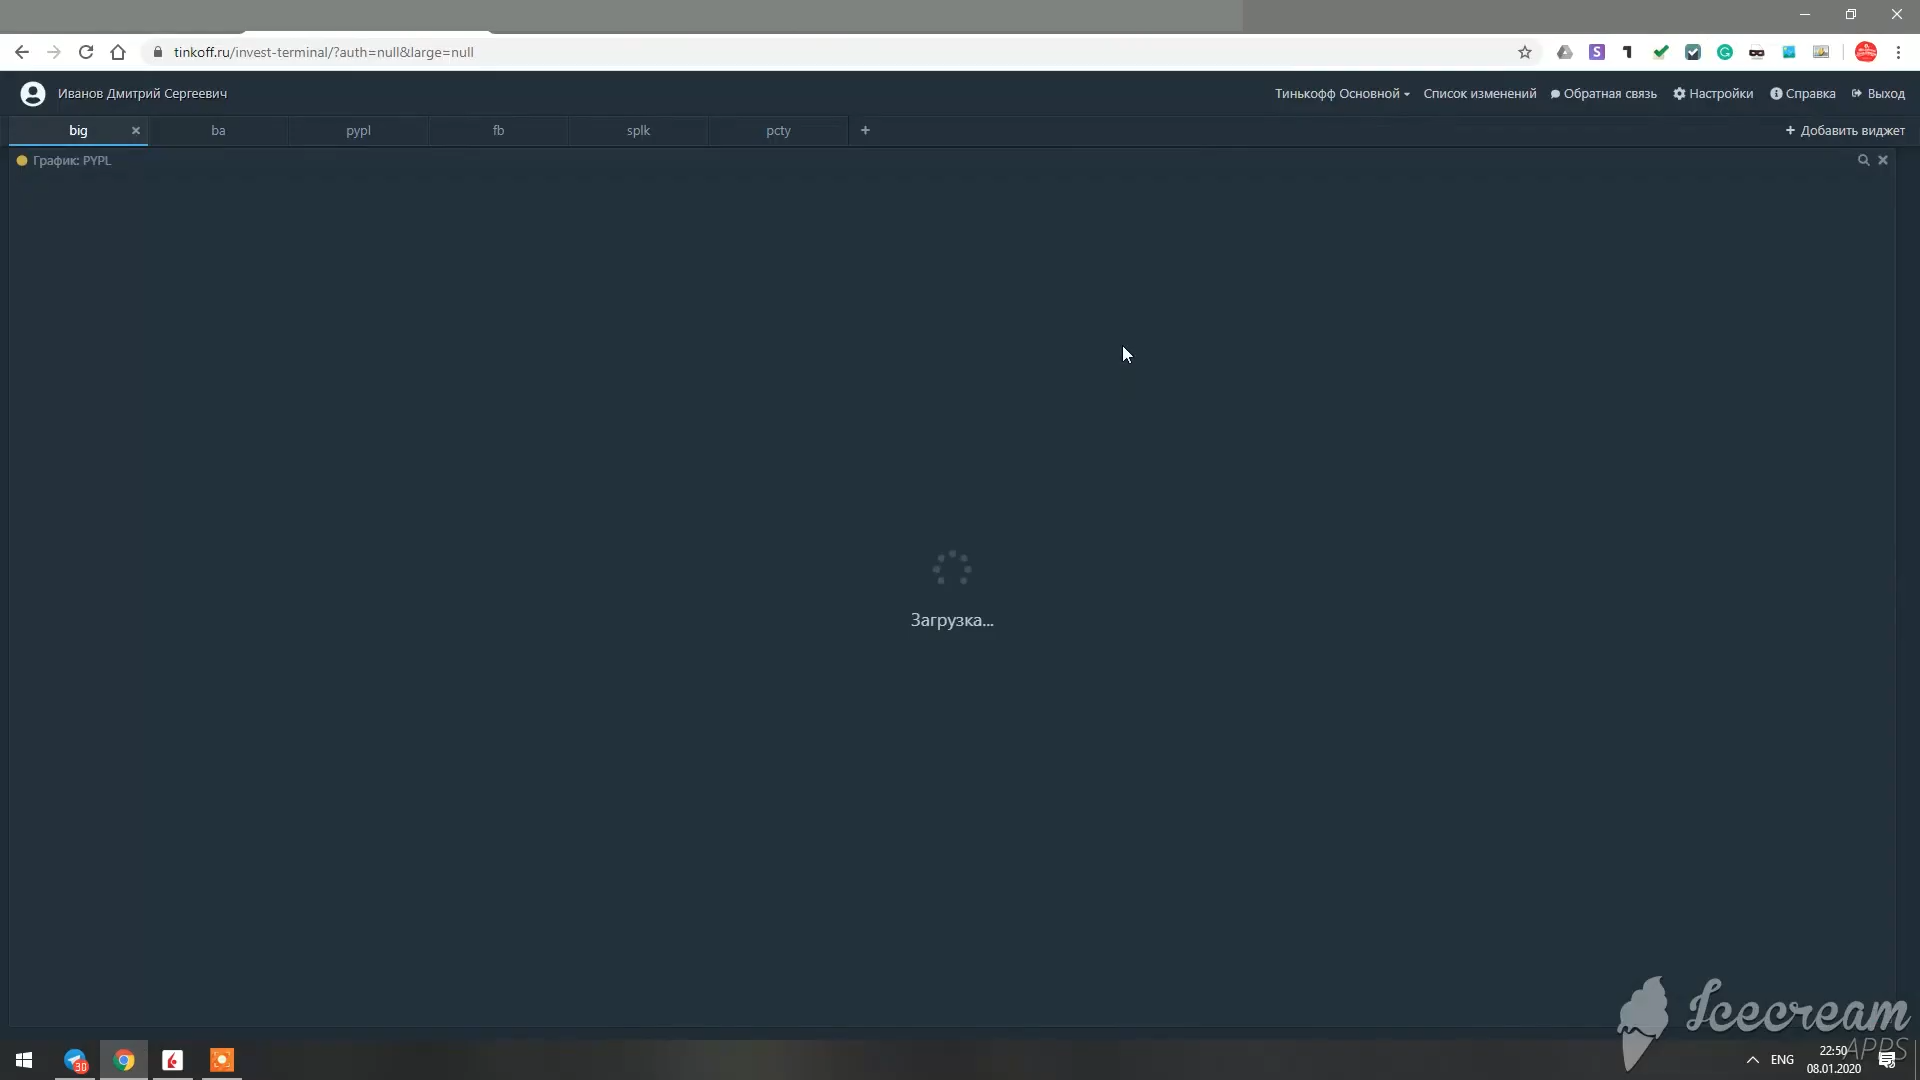 tinkoff.ru/invest-terminal/?auth=null&large=null
S
G
Иванов Дмитрий Сергеевич
Тинькофф Основной
Список изменений
Обратная связь
Настройки
Справка
Выход
big
ba
pypl
fb
splk
pcty
+
+ Добавить виджет
График: PYPL
Загрузка...
Icecream
APPS
30
ENG
22:50
08.01.2020